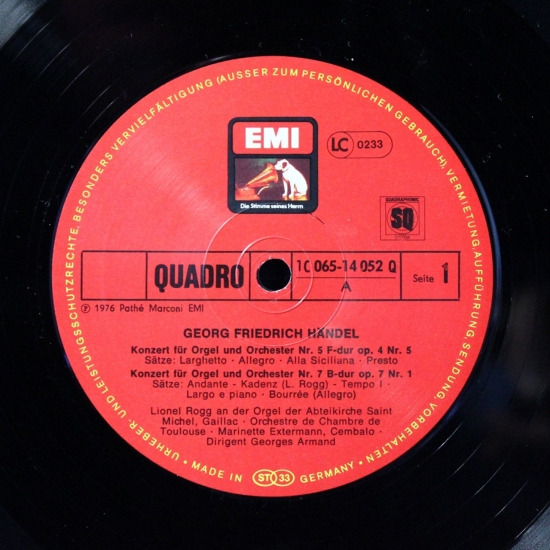 URHEBER- UND LEISTUNGSSCHUTZRECHTE, BESONDERS VERVIELFÄLTIGUNG (AUSSER ZUM PERSÖNLICHEN GEBRAUCH), VERMIETUNG, AUFFÜHRUNG, SENDUNG VORBEHALTEN
EMI
Die Stimme seines Herrn
LC 0233
QUADRAPHONIC
SQ
QUADRO
1C 065-14 052 Q
A
Seite 1
℗ 1976 Pathé Marconi EMI
GEORG FRIEDRICH HÄNDEL
Konzert für Orgel und Orchester Nr. 5 F-dur op. 4 Nr. 5
Sätze: Larghetto · Allegro · Alla Siciliana · Presto
Konzert für Orgel und Orchester Nr. 7 B-dur op. 7 Nr. 1
Sätze: Andante - Kadenz (L. Rogg) - Tempo I ·
Largo e piano · Bourrée (Allegro)
Lionel Rogg an der Orgel der Abteikirche Saint
Michel, Gaillac · Orchestre de Chambre de
Toulouse · Marinette Extermann, Cembalo ·
Dirigent Georges Armand
· MADE IN ST 33 GERMANY ·